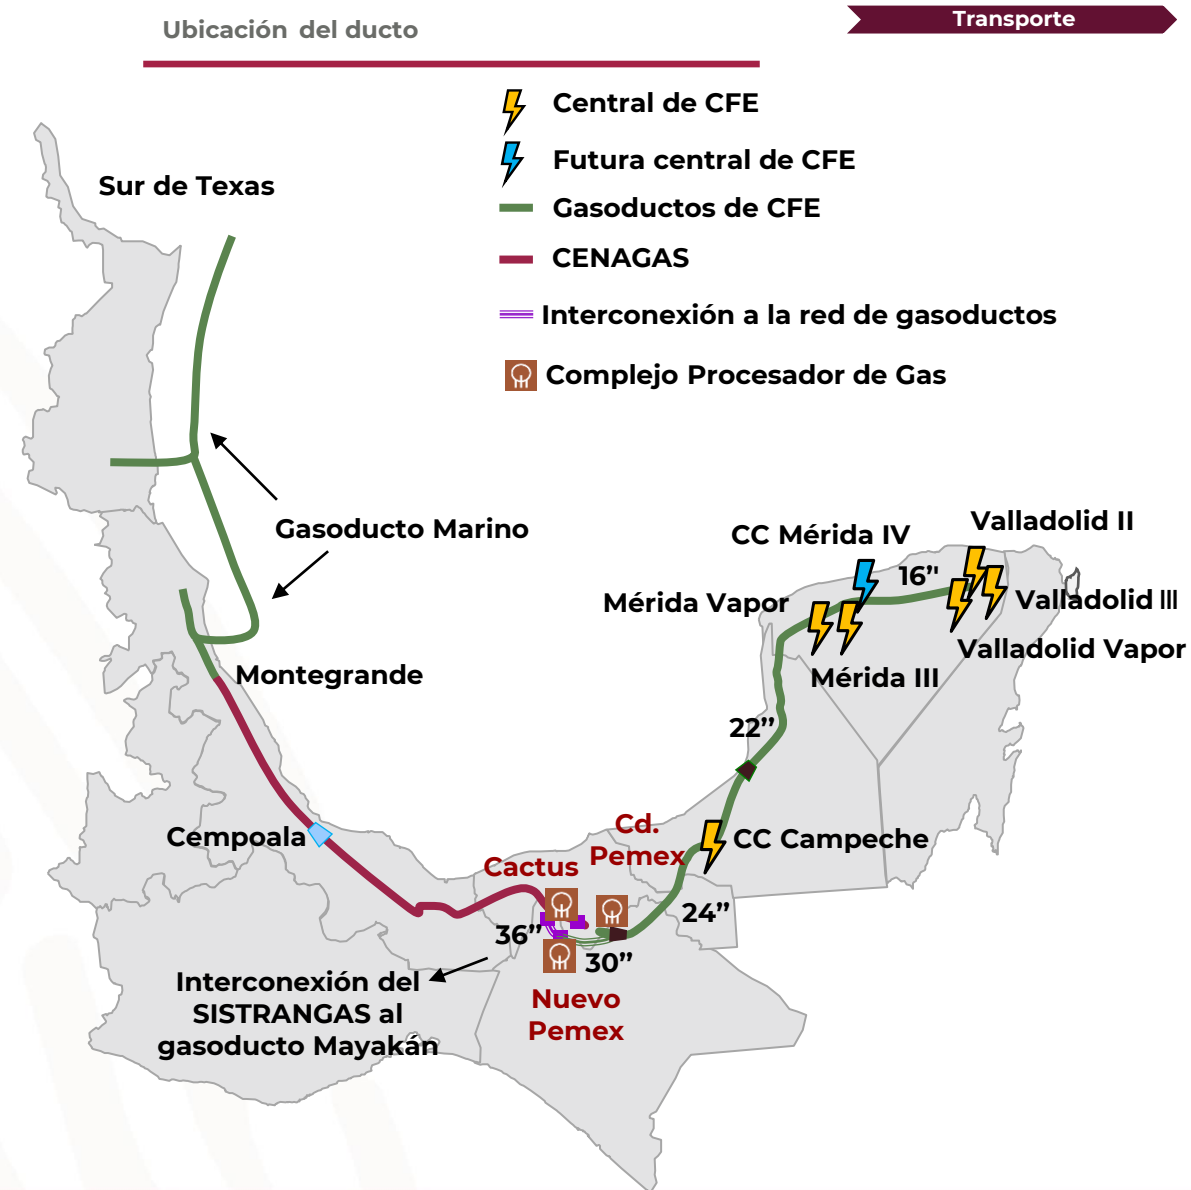 Ubicación del ducto
Transporte
Central de CFE
Futura central de CFE
Gasoductos de CFE
CENAGAS
Interconexión a la red de gasoductos
Complejo Procesador de Gas
Sur de Texas
Gasoducto Marino
CC Mérida IV
Valladolid II
16"
Mérida Vapor
Valladolid III
Valladolid Vapor
Mérida III
Montegrande
22”
Cempoala
Cd.
Pemex
CC Campeche
Cactus
24”
36”
30”
Interconexión del
SISTRANGAS al
gasoducto Mayakán
Nuevo
Pemex